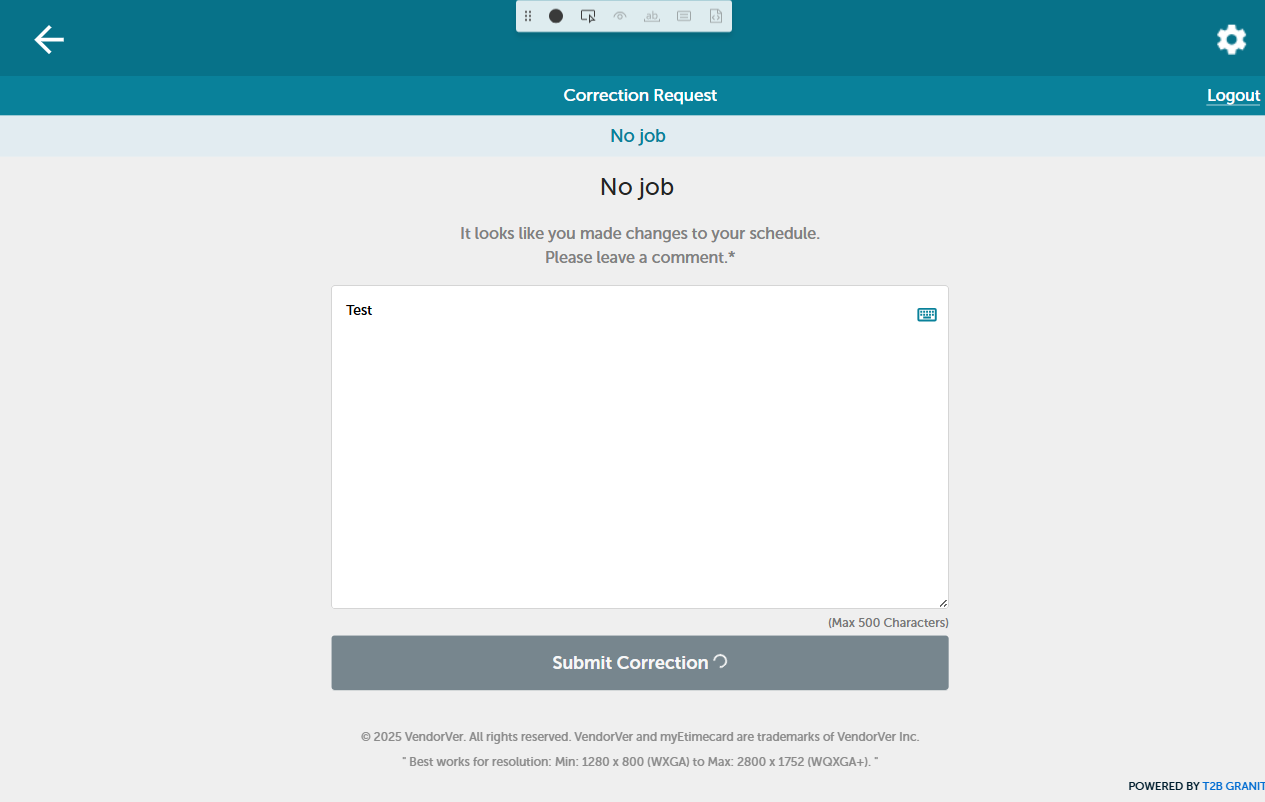 ab
Correction Request
Logout
No job
No job
It looks like you made changes to your schedule.
Please leave a comment.*
Test
(Max 500 Characters)
Submit Correction
© 2025 VendorVer. All rights reserved. VendorVer and myEtimecard are trademarks of VendorVer Inc.
" Best works for resolution: Min: 1280 x 800 (WXGA) to Max: 2800 x 1752 (WQXGA+). "
POWERED BY T2B GRANIT